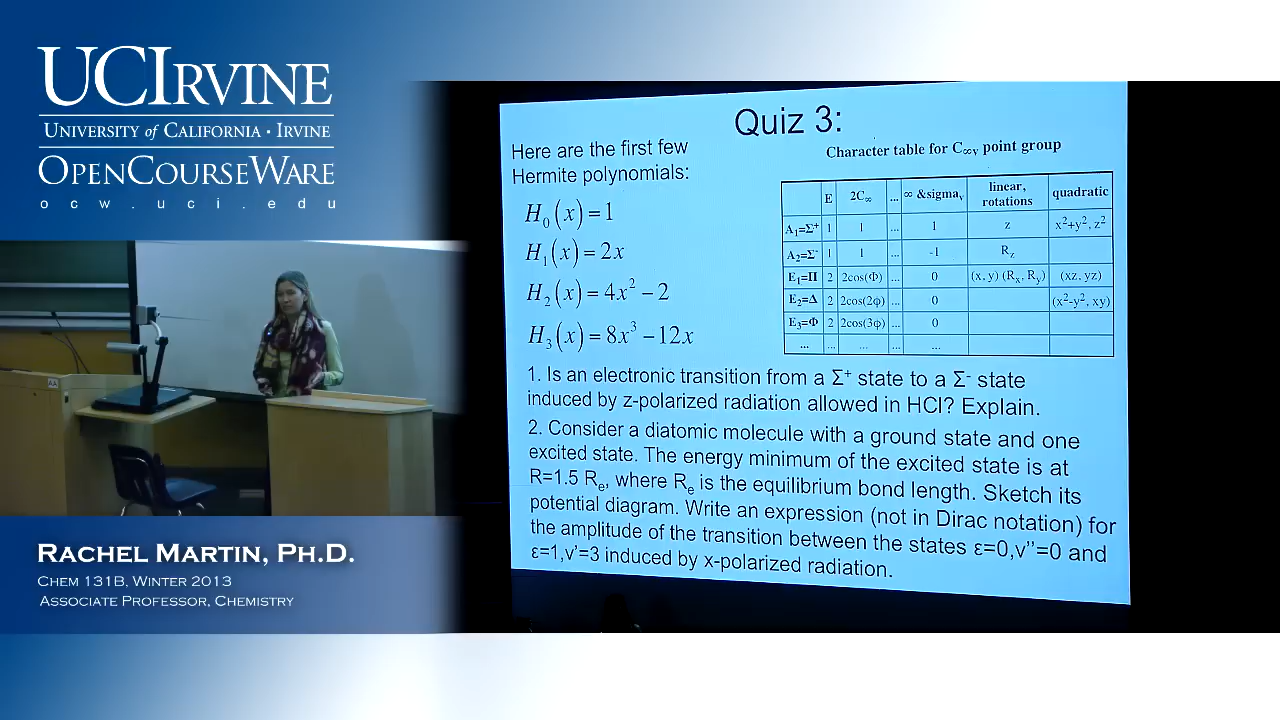 UCIRVINE
UNIVERSITY of CALIFORNIA · IRVINE
OPENCOURSEWARE
ocw.uci.edu
RACHEL MARTIN, PH.D.
CHEM 131B, WINTER 2013
ASSOCIATE PROFESSOR, CHEMISTRY
Quiz 3:
Here are the first few
Hermite polynomials:
H₀(x)=1
H₁(x)=2x
H₂(x)=4x²−2
H₃(x)=8x³−12x
Character table for C∞v point group
E 2C∞ ... ∞ &sigmaᵥ linear, rotations quadratic
A₁=Σ⁺ 1 1 ... 1 z x²+y², z²
A₂=Σ⁻ 1 1 ... -1 R_z
E₁=Π 2 2cos(Φ) ... 0 (x, y) (Rₓ, R_y) (xz, yz)
E₂=Δ 2 2cos(2φ) ... 0 (x²-y², xy)
E₃=Φ 2 2cos(3φ) ... 0
... ... ... ... ...
1. Is an electronic transition from a Σ⁺ state to a Σ⁻ state
induced by z-polarized radiation allowed in HCl? Explain.
2. Consider a diatomic molecule with a ground state and one
excited state. The energy minimum of the excited state is at
R=1.5 Rₑ, where Rₑ is the equilibrium bond length. Sketch its
potential diagram. Write an expression (not in Dirac notation) for
the amplitude of the transition between the states ε=0,v’’=0 and
ε=1,v’=3 induced by x-polarized radiation.